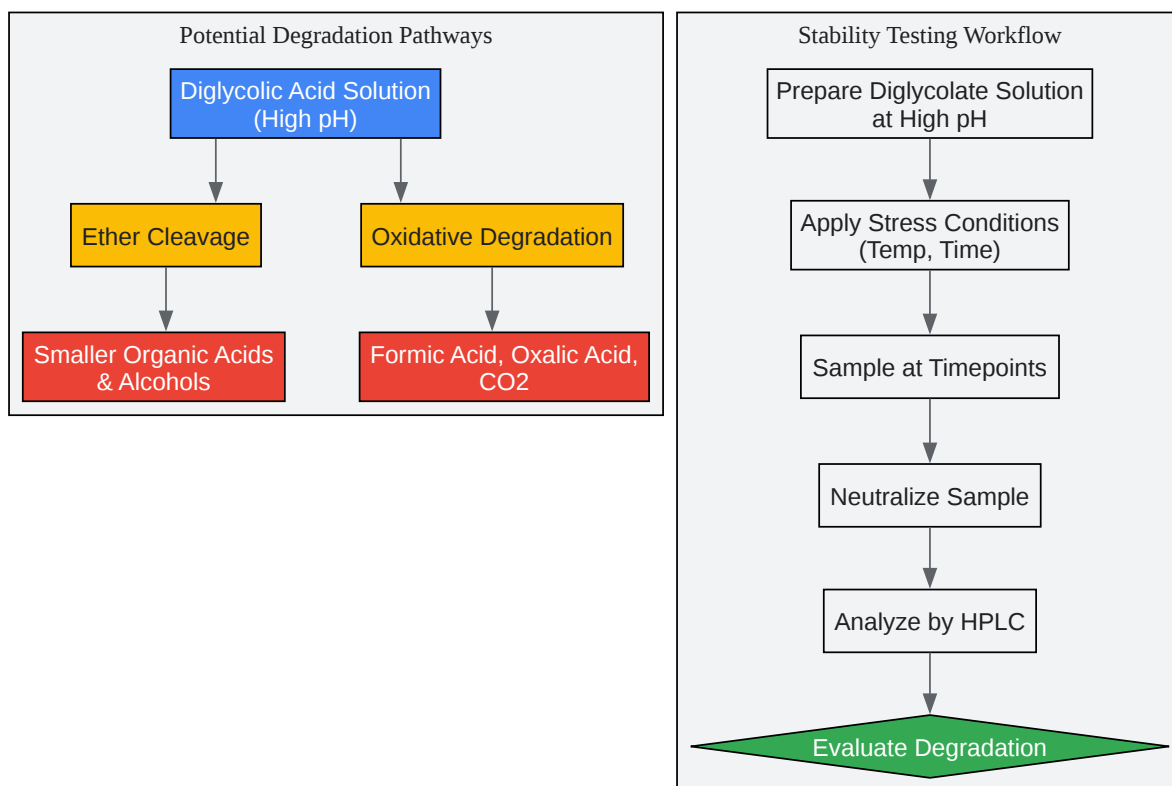 Potential Degradation Pathways
Diglycolic Acid Solution
(High pH)
Ether Cleavage
Oxidative Degradation
Smaller Organic Acids
& Alcohols
Formic Acid, Oxalic Acid,
CO2
Stability Testing Workflow
Prepare Diglycolate Solution
at High pH
Apply Stress Conditions
(Temp, Time)
Sample at Timepoints
Neutralize Sample
Analyze by HPLC
Evaluate Degradation